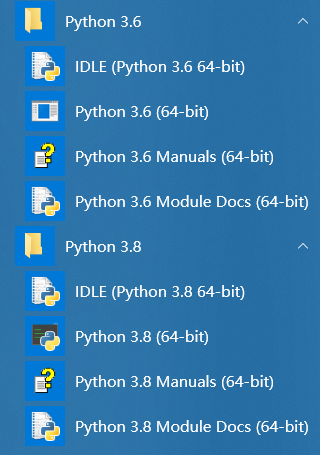 Python 3.6
IDLE (Python 3.6 64-bit)
Python 3.6 (64-bit)
Python 3.6 Manuals (64-bit)
Python 3.6 Module Docs (64-bit)
Python 3.8
IDLE (Python 3.8 64-bit)
Python 3.8 (64-bit)
Python 3.8 Manuals (64-bit)
Python 3.8 Module Docs (64-bit)